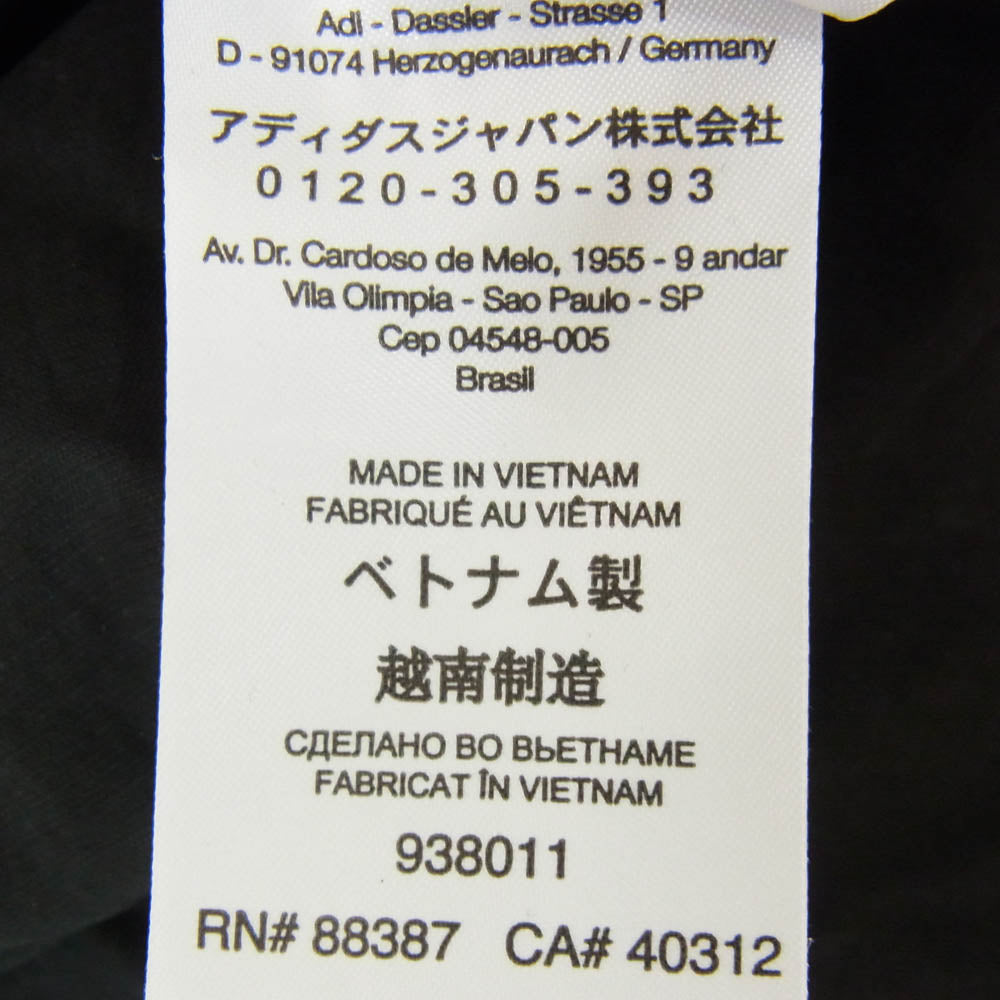 Adi - Dassler - Strasse 1
D - 91074 Herzogenaurach / Germany
アディダスジャパン株式会社
0120-305-393
Av. Dr. Cardoso de Melo, 1955 - 9 andar
Vila Olimpia - Sao Paulo - SP
Cep 04548-005
Brasil
MADE IN VIETNAM
FABRIQUÉ AU VIÊTNAM
ベトナム製
越南制造
СДЕЛАНО ВО ВЬЕТНАМЕ
FABRICAT ÎN VIETNAM
938011
RN# 88387 CA# 40312